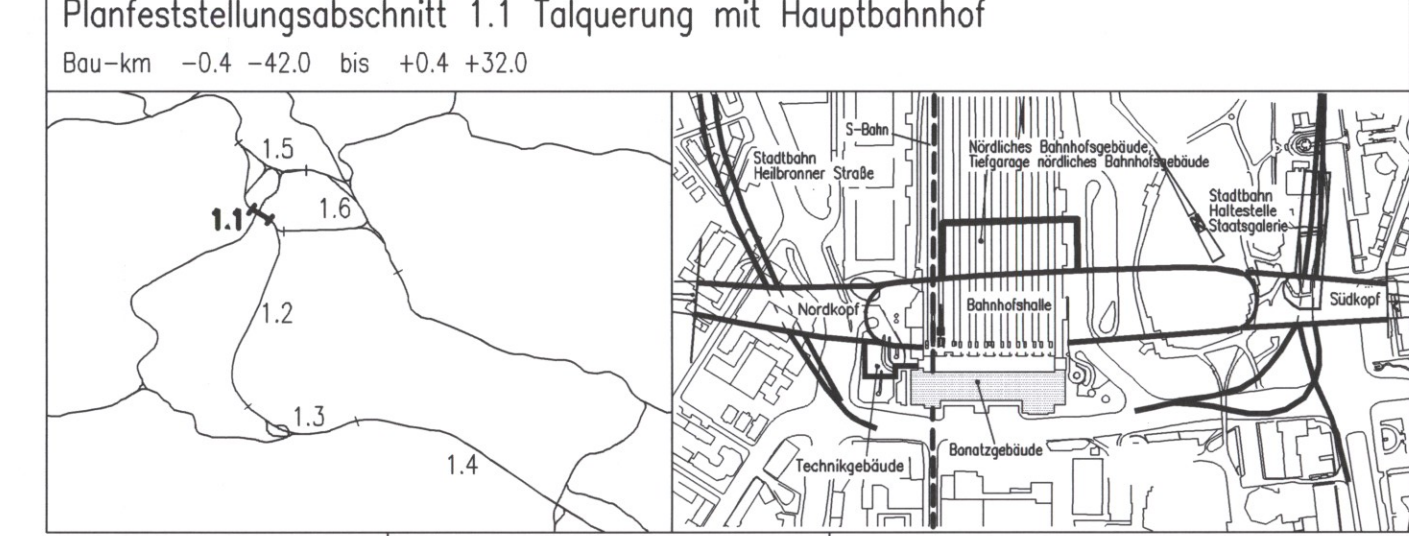 Planfeststellungsabschnitt 1.1 Talquerung mit Hauptbahnhof
Bau-km -0.4 -42.0 bis +0.4 +32.0
1.5
1.1
1.6
1.2
1.3
1.4
S-Bahn
Stadtbahn
Heilbronner Straße
Nördliches Bahnhofsgebäude,
Tiefgarage nördliches Bahnhofsgebäude
Stadtbahn
Haltestelle
Staatsgalerie
Nordkopf
Bahnhofshalle
Südkopf
Technikgebäude
Bonatzgebäude